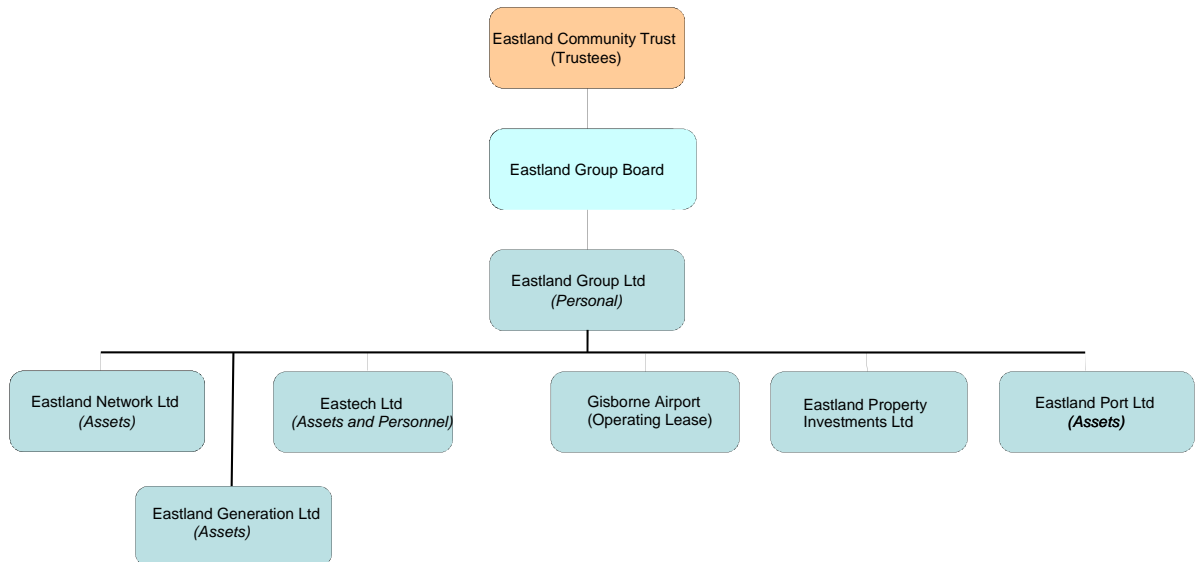 Eastland Community Trust
(Trustees)
Eastland Group Board
Eastland Group Ltd
(Personal)
Eastland Network Ltd
(Assets)
Eastech Ltd
(Assets and Personnel)
Gisborne Airport
(Operating Lease)
Eastland Property
Investments Ltd
Eastland Port Ltd
(Assets)
Eastland Generation Ltd
(Assets)